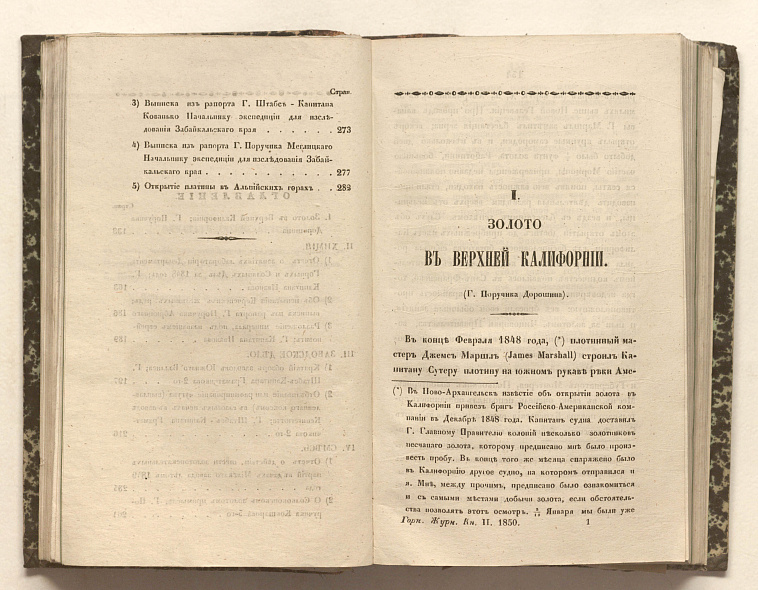 Стран.
3) Выписка изъ рапорта Г. Штабсъ-Капитана
Кованько Начальнику экспедиціи для изслѣ-
дованія Забайкальскаго края . . . . . . 273
4) Выписка изъ рапорта Г. Поручика Меглицкаго
Начальнику экспедиціи для изслѣдованія Забай-
кальскаго края . . . . . . . . . . 277
5) Открытіе платины въ Альпійскихъ горахъ . . 282
I.
ЗОЛОТО
ВЪ ВЕРХНЕЙ КАЛИФОРНІИ.
(Г. Поручика Дорошина).
Въ концѣ Февраля 1848 года, (*) плотинный ма-
стеръ Джемсъ Маршлъ (James Marshall) строилъ Ка-
питану Сутеру плотину на южномъ рукавѣ рѣки Аме-
(*) Въ Ново-Архангельскъ извѣстіе объ открытіи золота въ
Калифорніи привезъ бригъ Россійско-Американской ком-
паніи въ Декабрѣ 1848 года. Капитанъ судна доставилъ
Г. Главному Правителю колоній нѣсколько золотниковъ
песчанаго золота, которому предписано мнѣ было произ-
весть пробу. Въ концѣ того же мѣсяца снаряжено было
въ Калифорнію другое судно, на которомъ отправился и
я. Мнѣ, между прочимъ, предписано было ознакомиться
и съ самыми мѣстами добычи золота, если обстоятель-
ства позволятъ этотъ осмотръ. Января мы были уже
Горн. Журн. Кн. II. 1850. 1